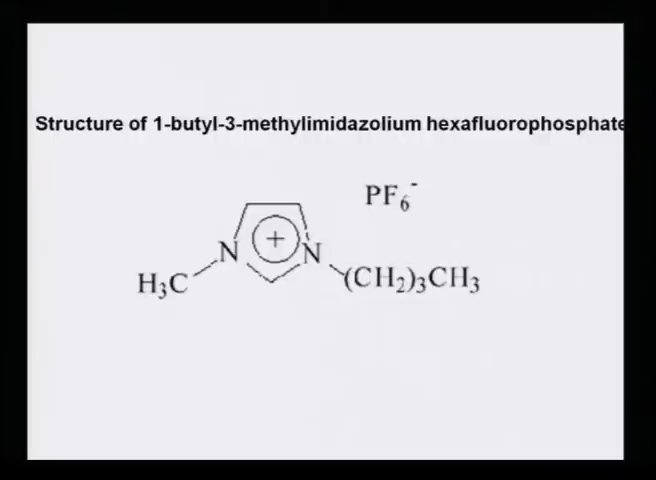 Structure of 1-butyl-3-methylimidazolium hexafluorophosphate
PF₆⁻
+
N N
H₃C (CH₂)₃CH₃